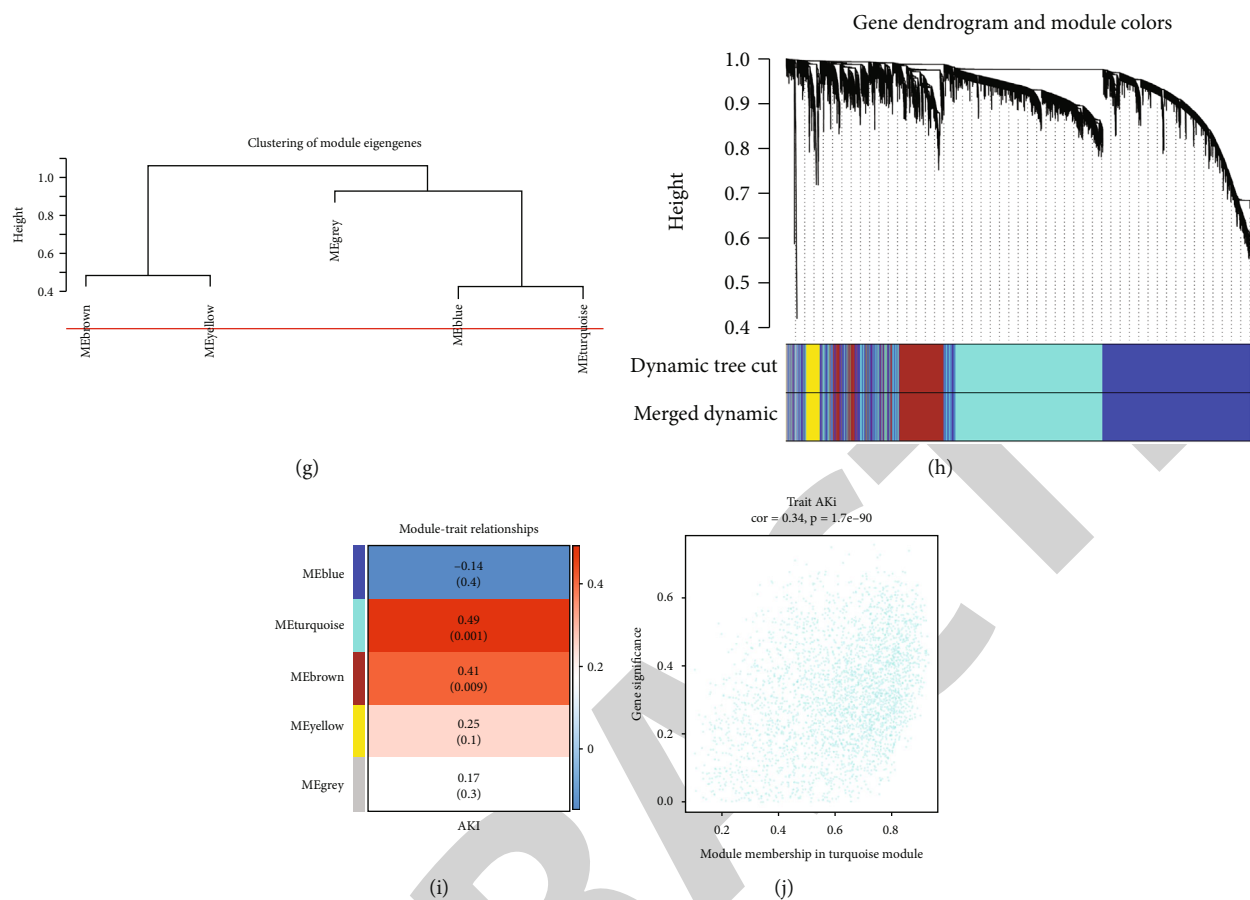 Clustering of module eigengenes
Height
1.0
0.8
0.6
0.4
MEbrown
MEyellow
MEgrey
MEblue
MEturquoise
(g)
Gene dendrogram and module colors
Height
1.0
0.9
0.8
0.7
0.6
0.5
0.4
Dynamic tree cut
Merged dynamic
(h)
Module-trait relationships
MEblue
–0.14
(0.4)
MEturquoise
0.49
(0.001)
MEbrown
0.41
(0.009)
MEyellow
0.25
(0.1)
MEgrey
0.17
(0.3)
0.4
0.2
0
AKI
(i)
Trait AKi
cor = 0.34, p = 1.7e–90
Gene significance
0.6
0.4
0.2
0.0
0.2 0.4 0.6 0.8
Module membership in turquoise module
(j)